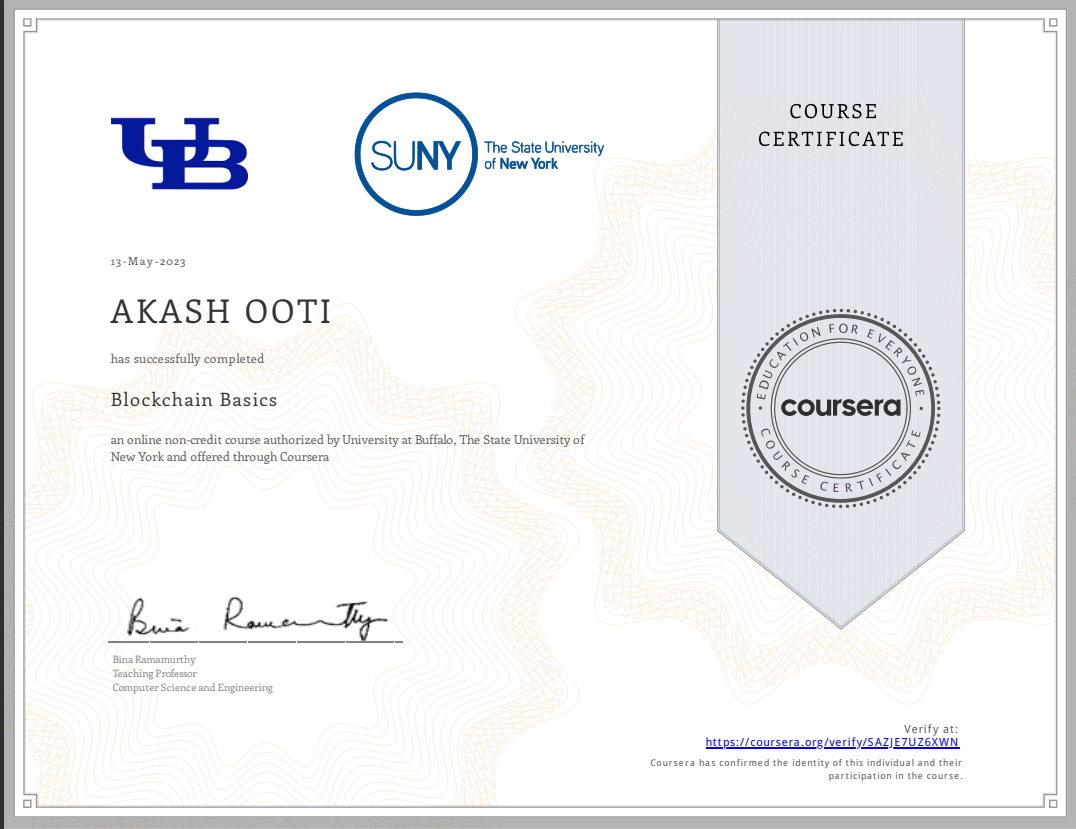 UB
SUNY
The State University
of New York
COURSE
CERTIFICATE
13-May-2023
AKASH OOTI
has successfully completed
Blockchain Basics
an online non-credit course authorized by University at Buffalo, The State University of
New York and offered through Coursera
EDUCATION FOR EVERYONE
coursera
COURSE CERTIFICATE
Bina Ramamurthy
Bina Ramamurthy
Teaching Professor
Computer Science and Engineering
Verify at:
https://coursera.org/verify/SAZJE7UZ6XWN
Coursera has confirmed the identity of this individual and their
participation in the course.